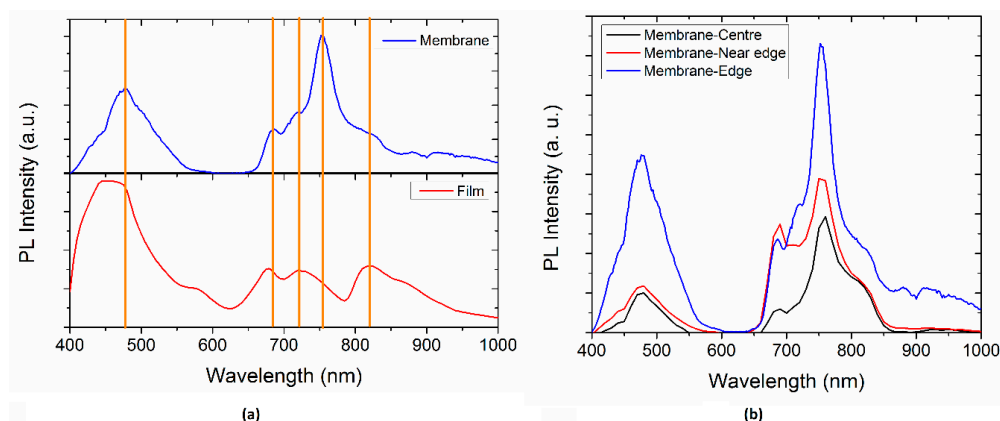 PL Intensity (a.u.)
Membrane
Film
400 500 600 700 800 900 1000
Wavelength (nm)
(a)
PL Intensity (a. u.)
Membrane-Centre
Membrane-Near edge
Membrane-Edge
400 500 600 700 800 900 1000
Wavelength (nm)
(b)